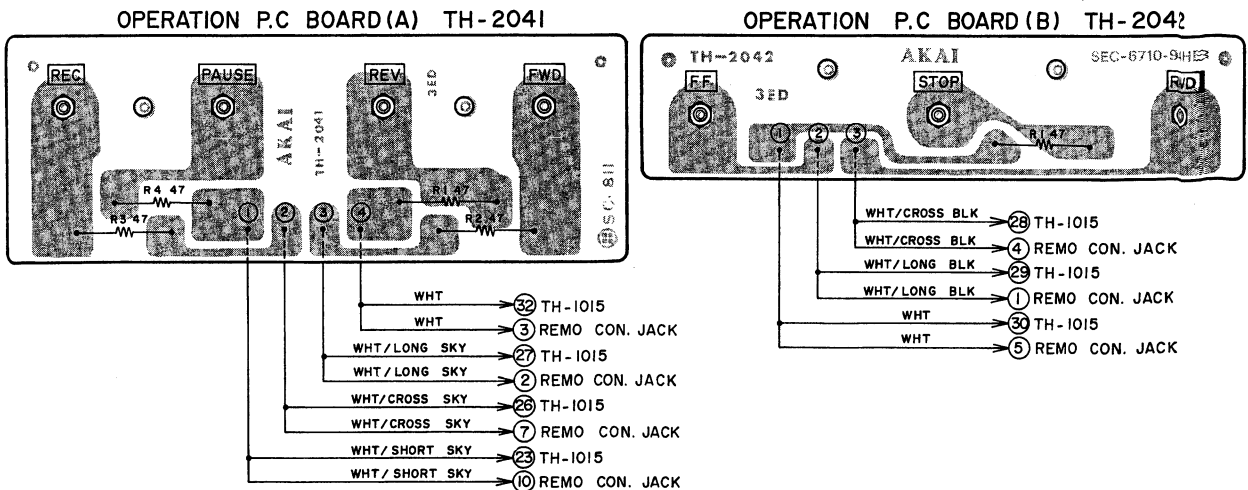 OPERATION P.C BOARD (A) TH-2041
REC
PAUSE
REV
FWD
3ED
AKAI
TH-2041
R4 47
R3 47
R1 47
R2 47
1
2
3
4
SC-811
WHT 32 TH-1015
WHT 3 REMO CON. JACK
WHT/LONG SKY 27 TH-1015
WHT/LONG SKY 2 REMO CON. JACK
WHT/CROSS SKY 26 TH-1015
WHT/CROSS SKY 7 REMO CON. JACK
WHT/SHORT SKY 23 TH-1015
WHT/SHORT SKY 10 REMO CON. JACK
OPERATION P.C BOARD (B) TH-2042
TH-2042
AKAI
F.F
3ED
STOP
1
2
3
R1 47
WHT/CROSS BLK 28 TH-1015
WHT/CROSS BLK 4 REMO CON. JACK
WHT/LONG BLK 29 TH-1015
WHT/LONG BLK 1 REMO CON. JACK
WHT 30 TH-1015
WHT 5 REMO CON. JACK